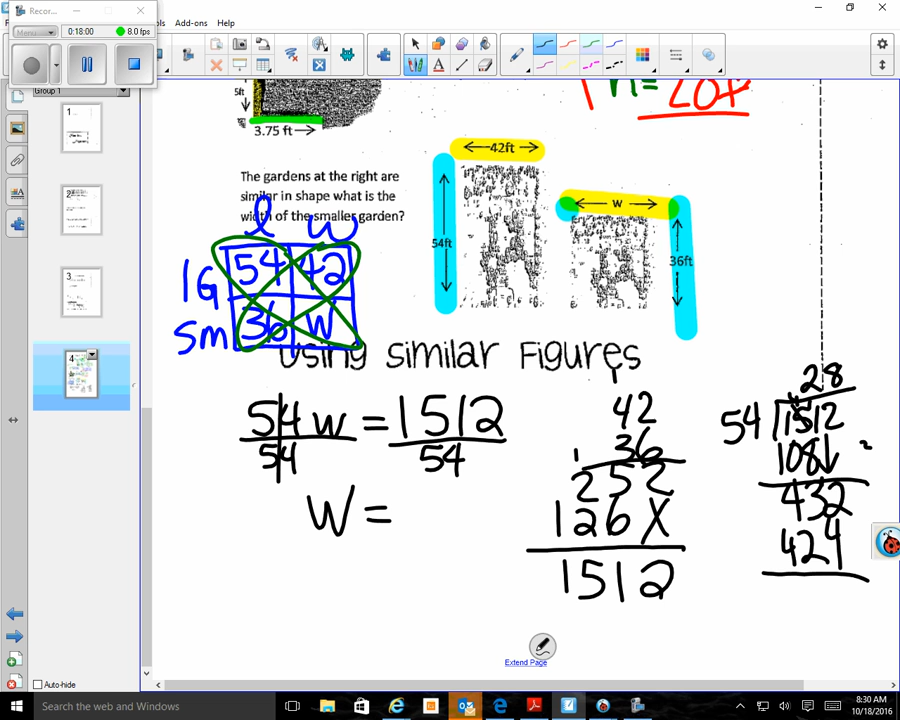 Recor...
Menu
0:18:00
8.0 fps
Add-ons
Help
Group 1
1
2
3
4
Auto-hide
5ft
3.75 ft
The gardens at the right are
similar in shape what is the
width of the smaller garden?
42ft
54ft
w
36ft
l w
lG 54 42
Sm 36 W
Using Similar Figures
54w = 1512
54 54
W =
1
42
36
1
252
126X
1512
28
54 1512
108
432
424
Extend Page
Search the web and Windows
8:30 AM
10/18/2016